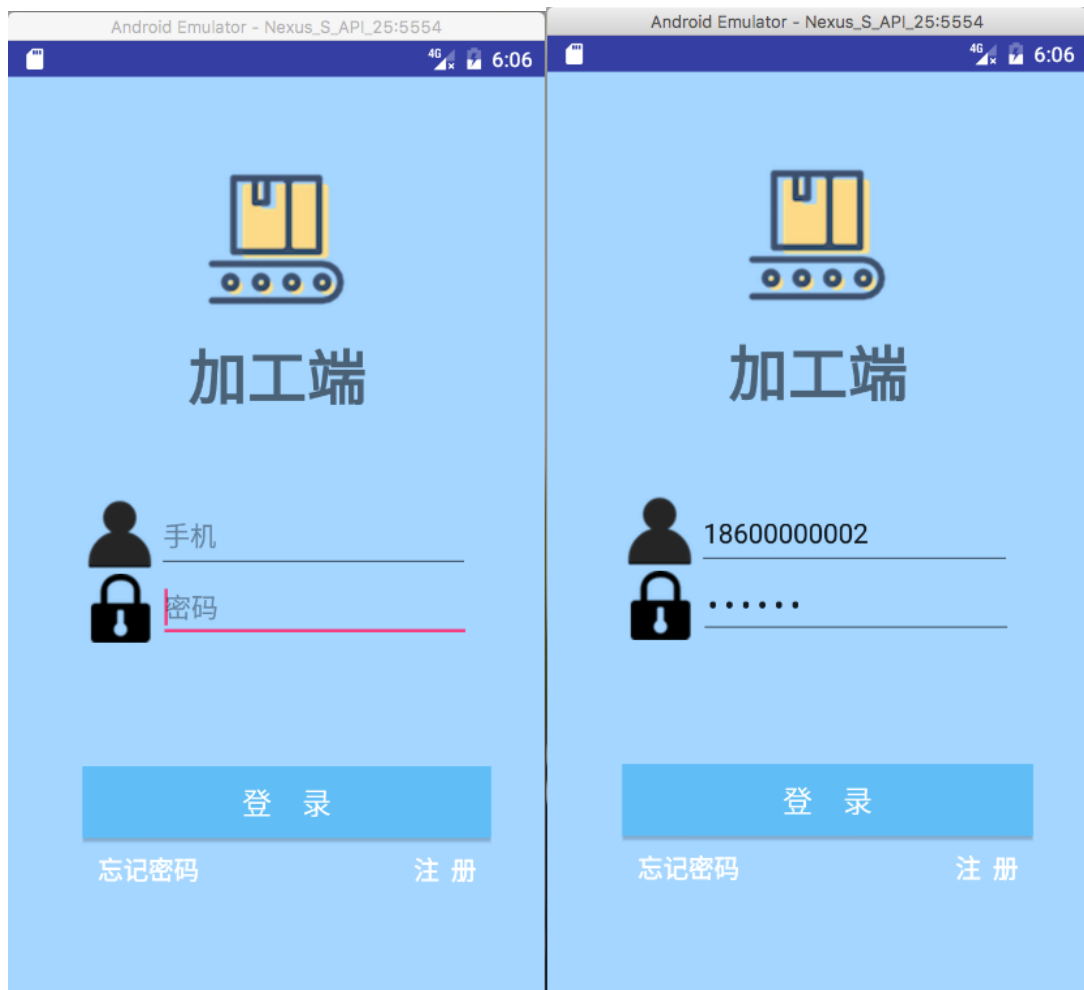 Android Emulator - Nexus_S_API_25:5554
4G 6:06
加工端
手机
密码
登 录
忘记密码 注 册
Android Emulator - Nexus_S_API_25:5554
4G 6:06
加工端
18600000002
••••••
登 录
忘记密码 注 册